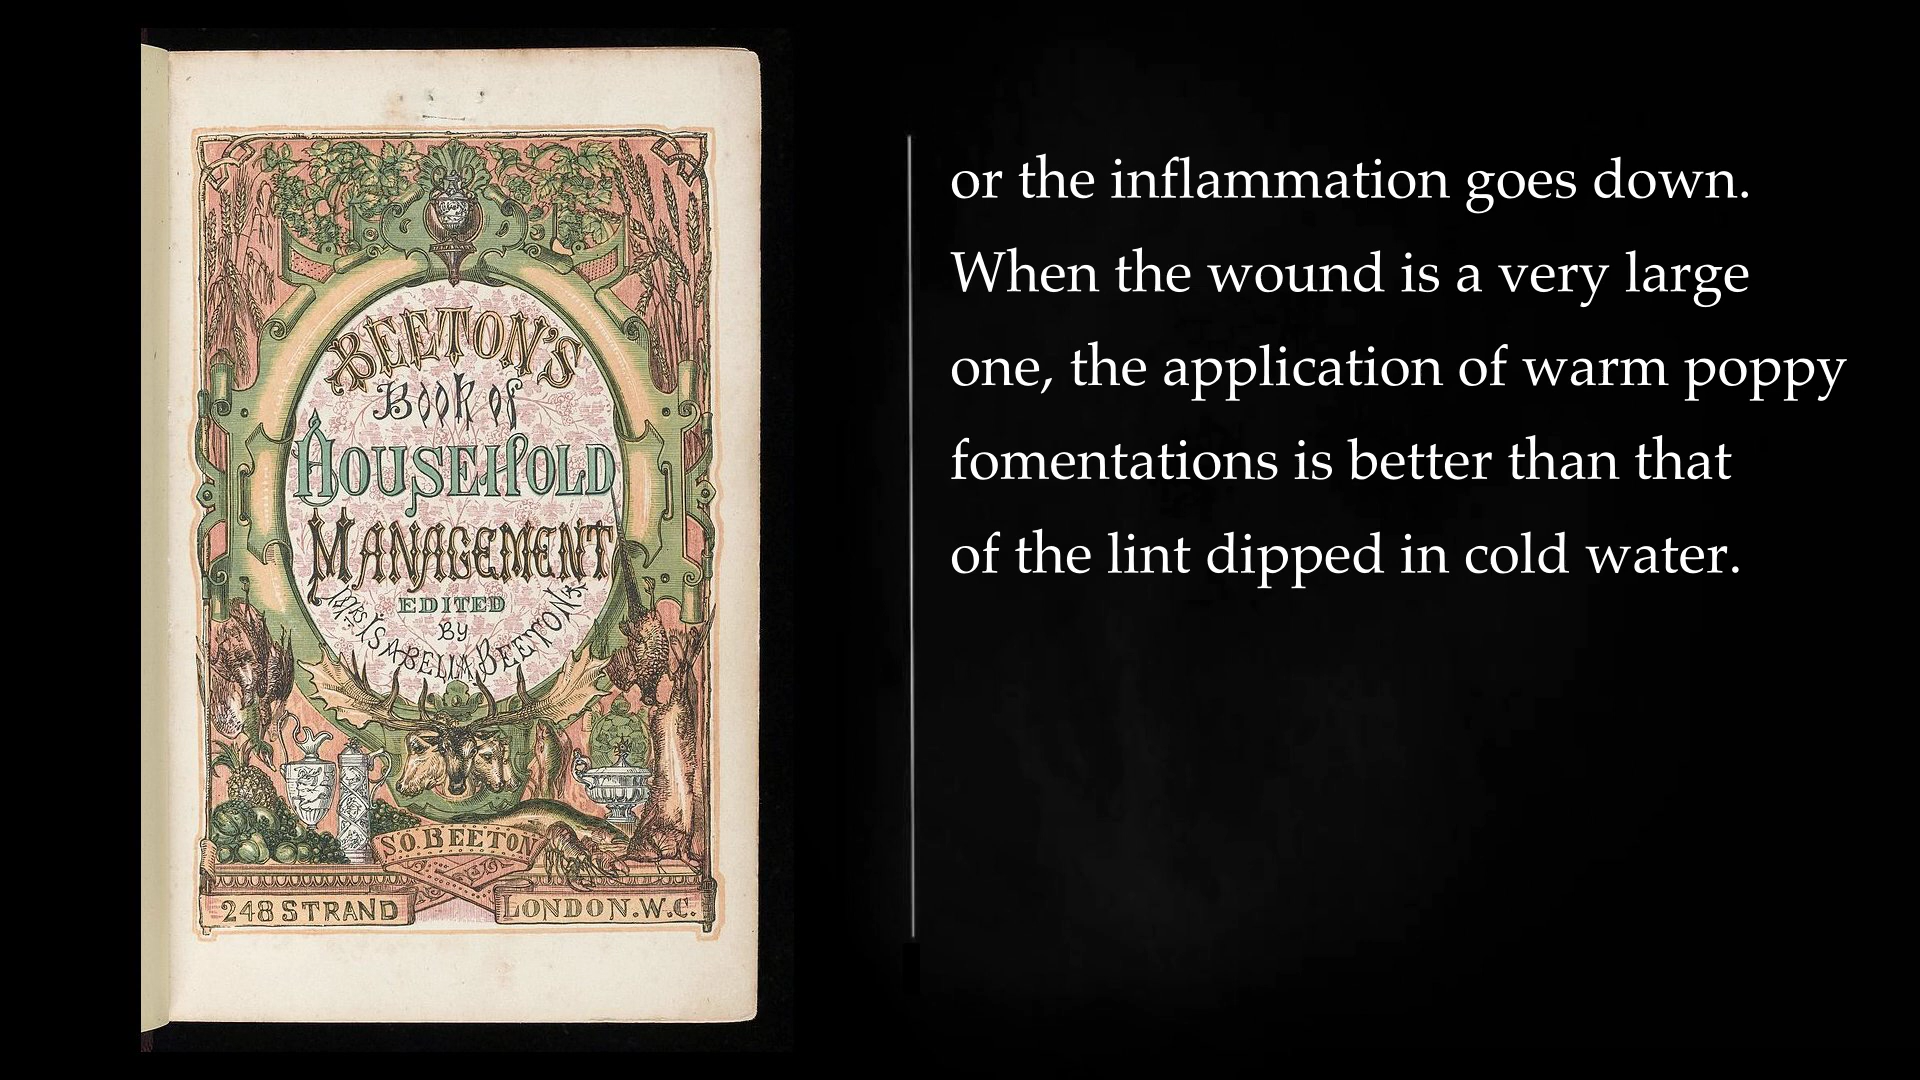 BEETON'S
Book of
HOUSEHOLD
MANAGEMENT
EDITED
BY
MRS ISABELLA BEETON
S.O. BEETON
248 STRAND
LONDON. W.C.
or the inflammation goes down.
When the wound is a very large
one, the application of warm poppy
fomentations is better than that
of the lint dipped in cold water.